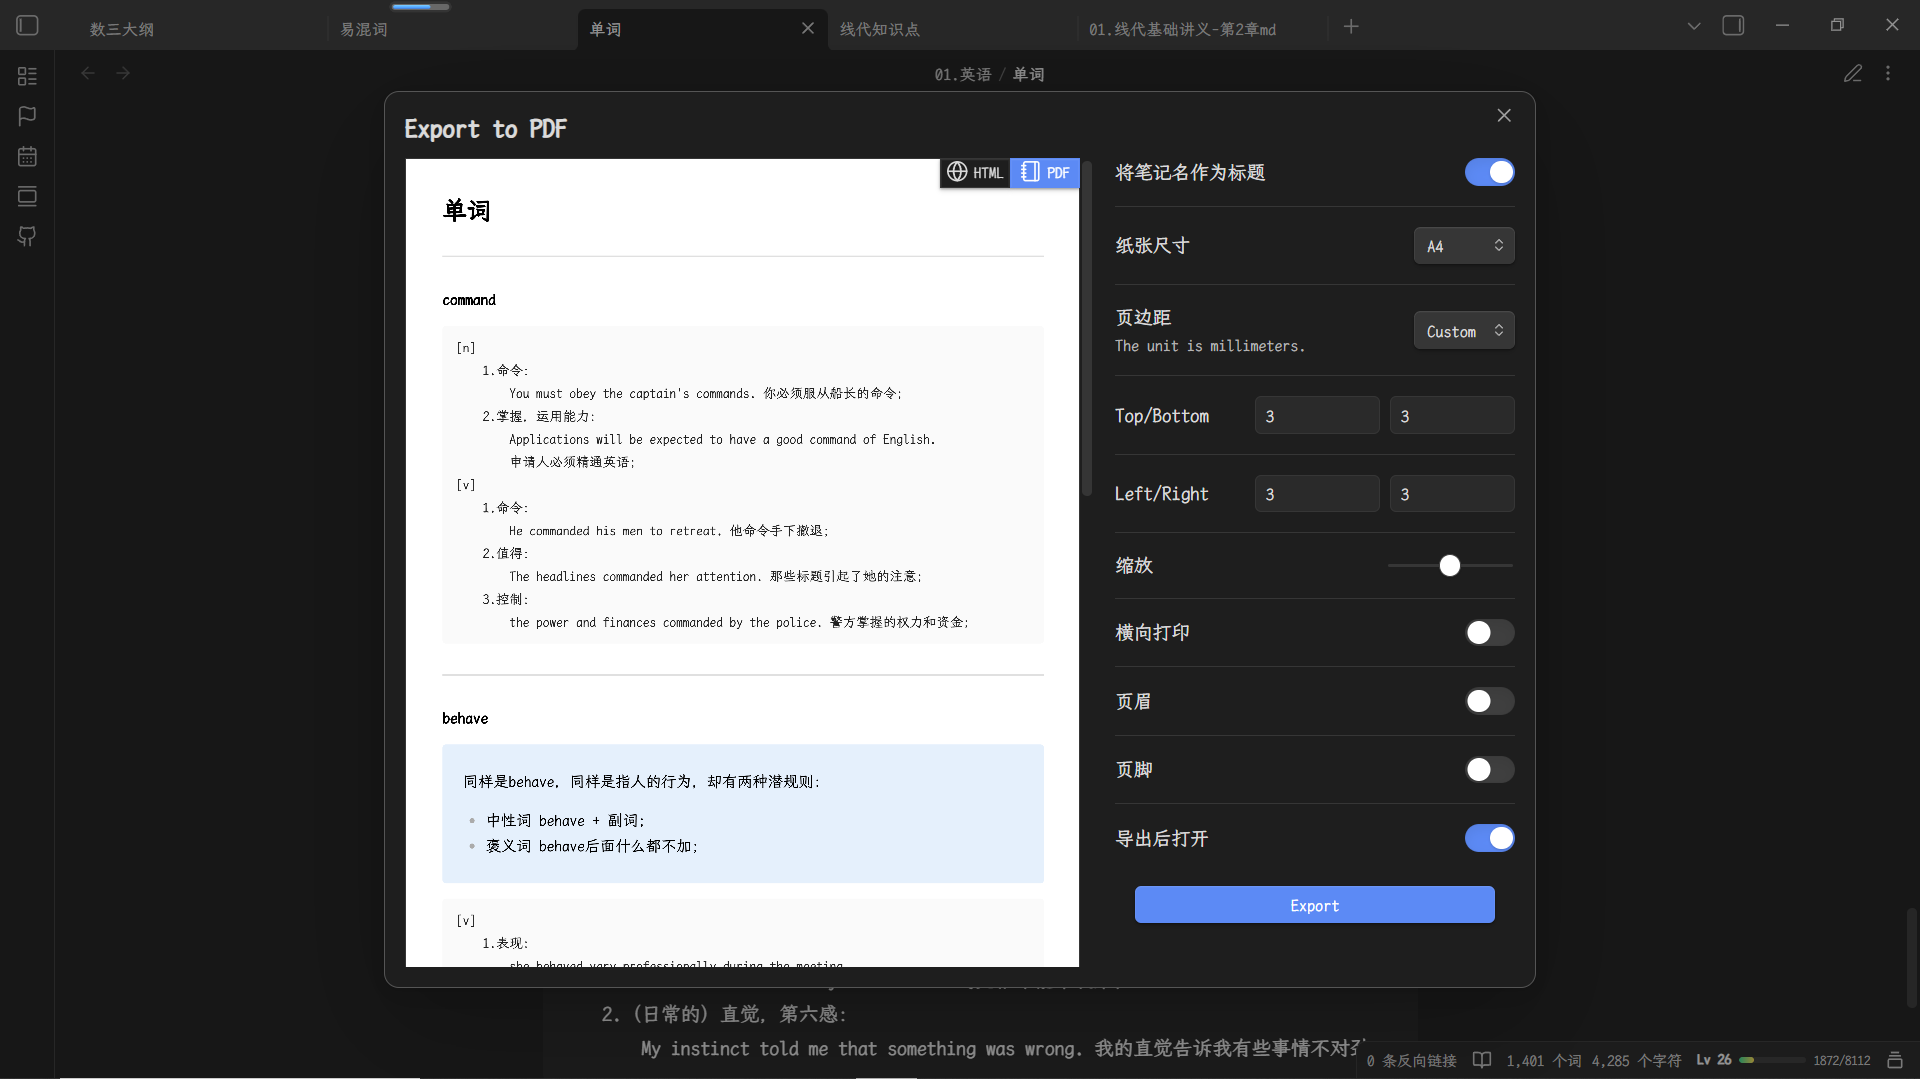 数三大纲
易混词
单词
线代知识点
01.线代基础讲义-第2章md
01.英语 / 单词
Export to PDF
HTML
PDF
单词
command
[n]
1.命令:
You must obey the captain's commands. 你必须服从船长的命令;
2.掌握, 运用能力:
Applications will be expected to have a good command of English.
申请人必须精通英语;
[v]
1.命令:
He commanded his men to retreat. 他命令手下撤退;
2.值得:
The headlines commanded her attention. 那些标题引起了她的注意;
3.控制:
the power and finances commanded by the police. 警方掌握的权力和资金;
behave
同样是behave, 同样是指人的行为, 却有两种潜规则:
中性词 behave + 副词;
褒义词 behave后面什么都不加;
[v]
1.表现:
she behaved very professionally during the meeting.
将笔记名作为标题
纸张尺寸
A4
页边距
The unit is millimeters.
Custom
Top/Bottom
3
3
Left/Right
3
3
缩放
横向打印
页眉
页脚
导出后打开
Export
2. (日常的) 直觉, 第六感:
My instinct told me that something was wrong. 我的直觉告诉我有些事情不对
0 条反向链接
1,401 个词 4,285 个字符
Lv 26
1872/8112